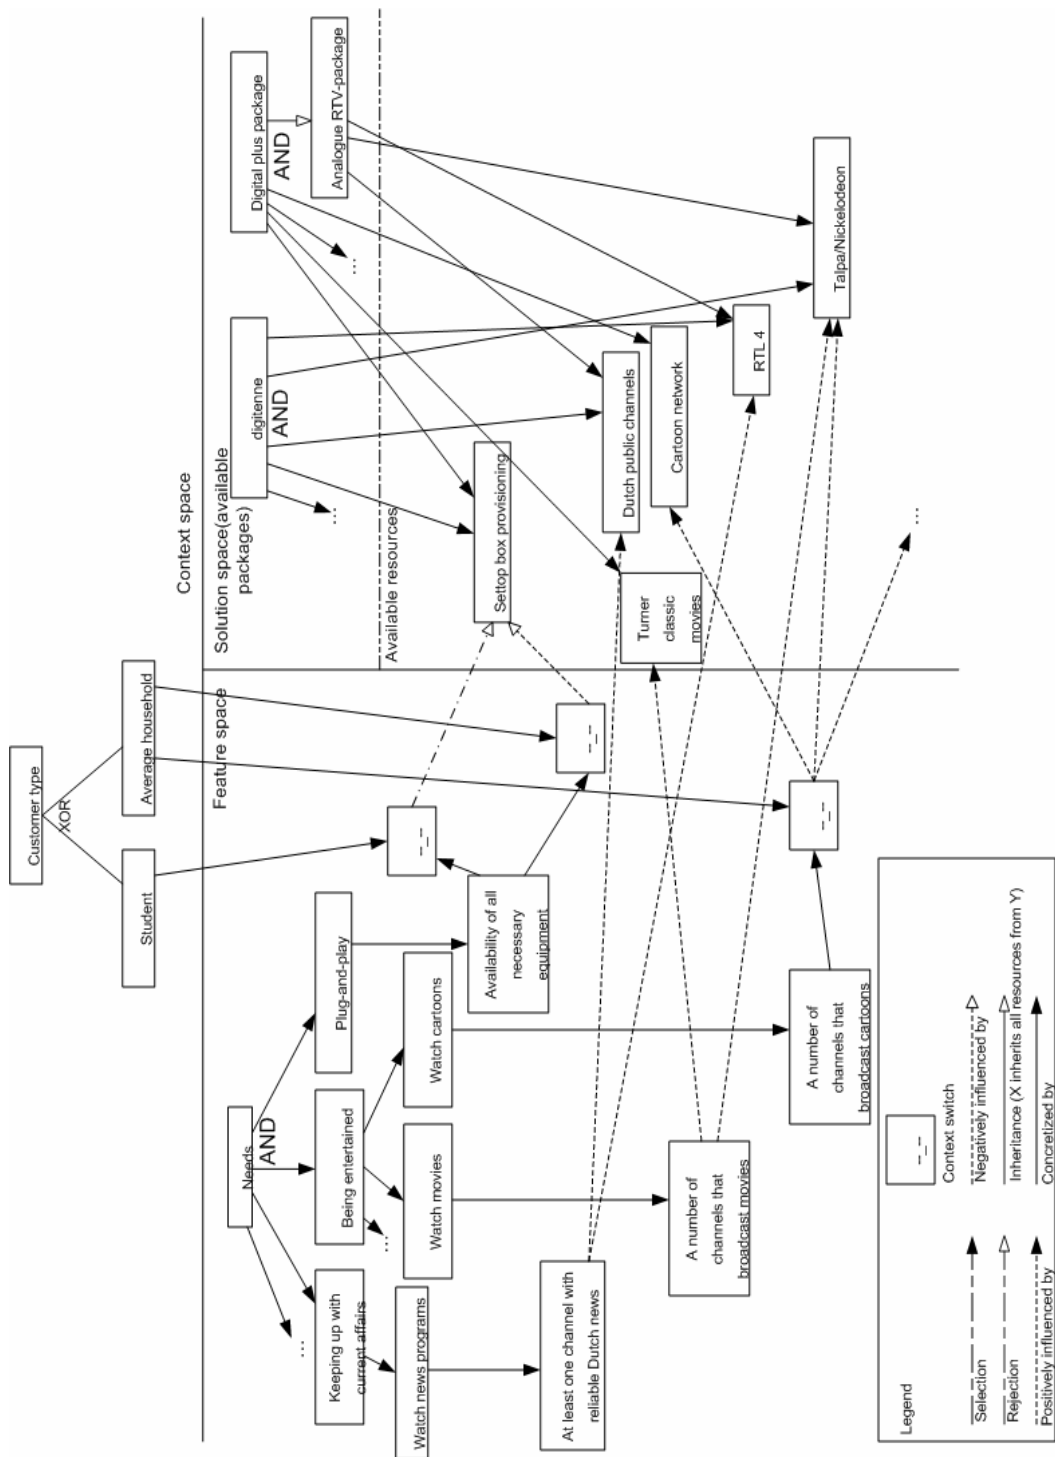 Customer type
XOR
Student
Average household
Context space
Feature space
Solution space(available
packages)
Available resources
Needs
AND
...
Keeping up with
current affairs
Being entertained
Plug-and-play
...
Watch news programs
Watch movies
Watch cartoons
Availability of all
necessary
equipment
--_--
--_--
At least one channel with
reliable Dutch news
A number of
channels that
broadcast movies
A number of
channels that
broadcast cartoons
--_--
digitenne
AND
...
Digital plus package
AND
Analogue RTV-package
...
Settop box provisioning
Dutch public channels
Turner
classic
movies
Cartoon network
RTL 4
Talpa/Nickelodeon
...
Legend
--_--
Context switch
Selection
Negatively influenced by
Rejection
Inheritance (X inherits all resources from Y)
Positively influenced by
Concretized by